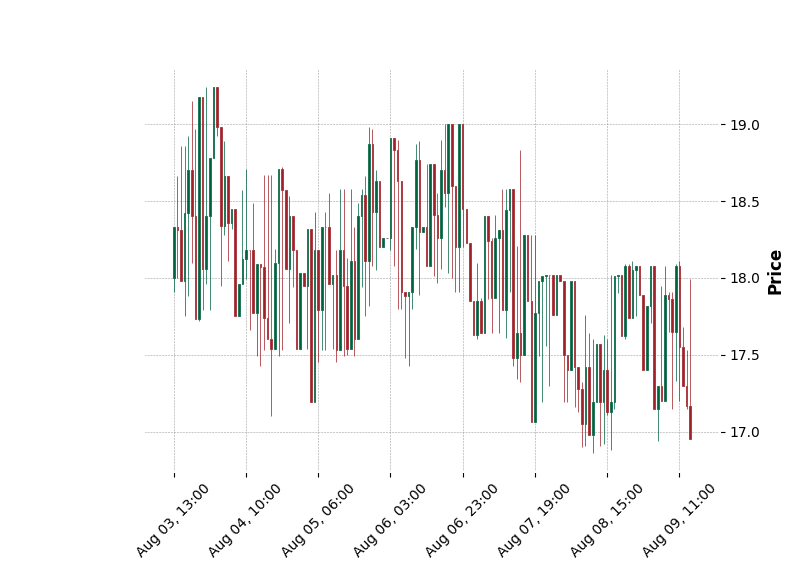 19.0
18.5
18.0
17.5
17.0
Price
Aug 03, 13:00
Aug 04, 10:00
Aug 05, 06:00
Aug 06, 03:00
Aug 06, 23:00
Aug 07, 19:00
Aug 08, 15:00
Aug 09, 11:00